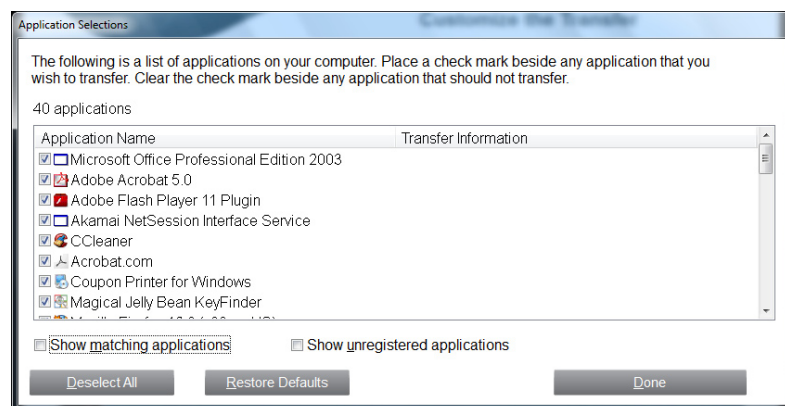 Customize the Transfer
Application Selections
The following is a list of applications on your computer. Place a check mark beside any application that you
wish to transfer. Clear the check mark beside any application that should not transfer.
40 applications
Application Name Transfer Information
Microsoft Office Professional Edition 2003
Adobe Acrobat 5.0
Adobe Flash Player 11 Plugin
Akamai NetSession Interface Service
CCleaner
Acrobat.com
Coupon Printer for Windows
Magical Jelly Bean KeyFinder
Show matching applications Show unregistered applications
Deselect All Restore Defaults Done